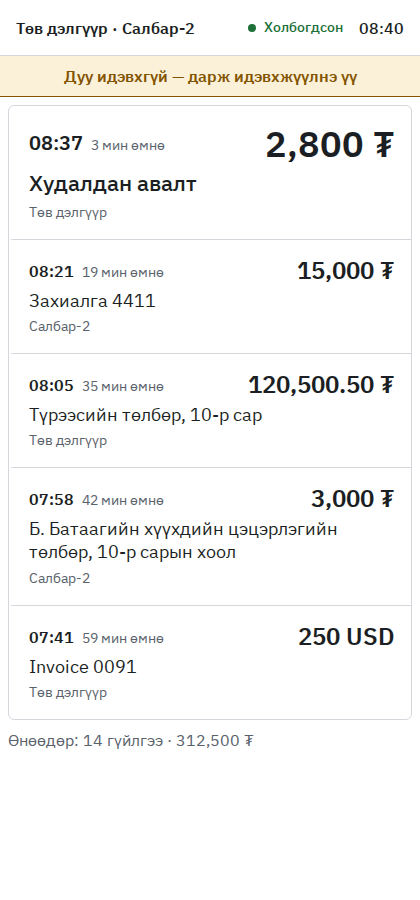 Төв дэлгүүр · Салбар-2 Холбогдсон 08:40
Дуу идэвхгүй — дарж идэвхжүүлнэ үү
08:37 3 мин өмнө 2,800 ₮
Худалдан авалт
Төв дэлгүүр
08:21 19 мин өмнө 15,000 ₮
Захиалга 4411
Салбар-2
08:05 35 мин өмнө 120,500.50 ₮
Түрээсийн төлбөр, 10-р сар
Төв дэлгүүр
07:58 42 мин өмнө 3,000 ₮
Б. Батаагийн хүүхдийн цэцэрлэгийн
төлбөр, 10-р сарын хоол
Салбар-2
07:41 59 мин өмнө 250 USD
Invoice 0091
Төв дэлгүүр
Өнөөдөр: 14 гүйлгээ · 312,500 ₮